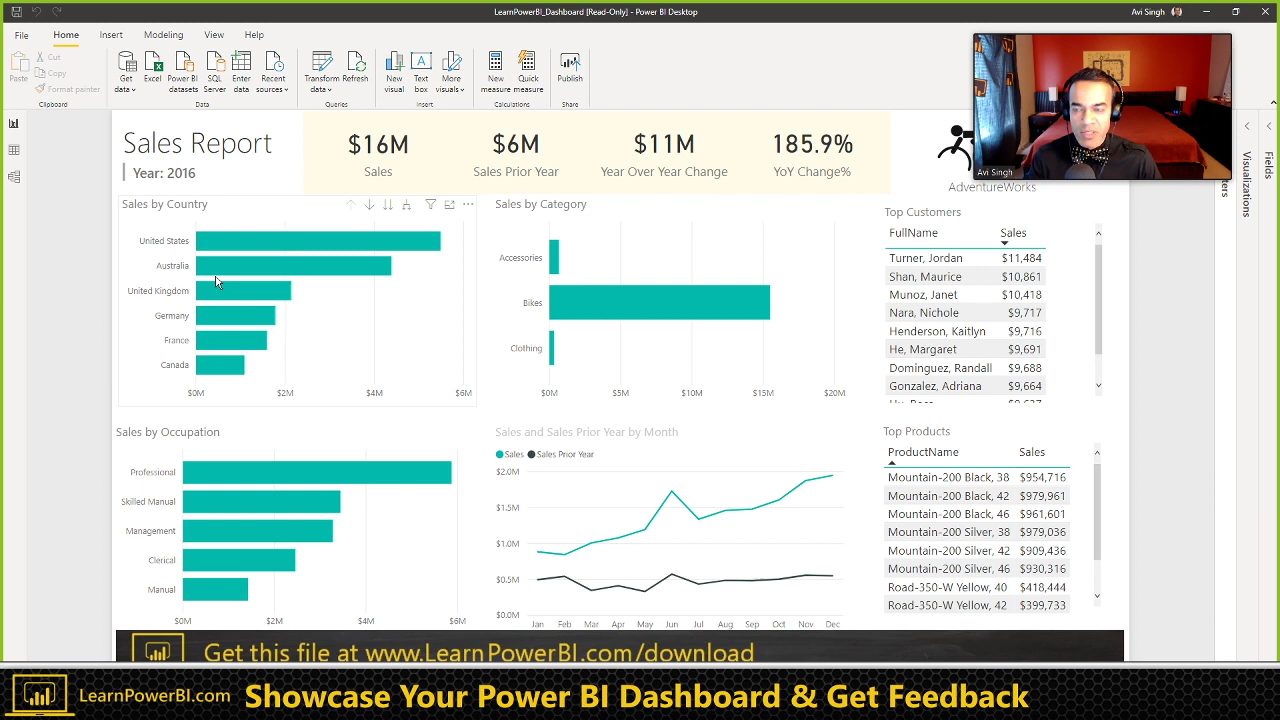 LearnPowerBI_Dashboard [Read-Only] - Power BI Desktop
Avi Singh
File Home Insert Modeling View Help
Paste
Cut
Copy
Format painter
Clipboard
Get data
Excel
Power BI datasets
SQL Server
Enter data
Recent sources
Data
Transform data
Refresh
Queries
New visual
Text box
More visuals
Insert
New measure
Quick measure
Calculations
Publish
Share
Avi Singh
Visualizations
Fields
Sales Report
Year: 2016
$16M
Sales
$6M
Sales Prior Year
$11M
Year Over Year Change
185.9%
YoY Change%
AdventureWorks
Sales by Country
United States
Australia
United Kingdom
Germany
France
Canada
$0M $2M $4M $6M
Sales by Category
Accessories
Bikes
Clothing
$0M $5M $10M $15M $20M
Top Customers
FullName Sales
Turner, Jordan $11,484
Shan, Maurice $10,861
Munoz, Janet $10,418
Nara, Nichole $9,717
Henderson, Kaitlyn $9,716
He, Margaret $9,691
Dominguez, Randall $9,688
Gonzalez, Adriana $9,664
Sales by Occupation
Professional
Skilled Manual
Management
Clerical
Manual
$0M $2M $4M $6M
Sales and Sales Prior Year by Month
Sales Sales Prior Year
$2.0M
$1.5M
$1.0M
$0.5M
$0.0M
Jan Feb Mar Apr May Jun Jul Aug Sep Oct Nov Dec
Top Products
ProductName Sales
Mountain-200 Black, 38 $954,716
Mountain-200 Black, 42 $979,961
Mountain-200 Black, 46 $961,601
Mountain-200 Silver, 38 $979,036
Mountain-200 Silver, 42 $909,436
Mountain-200 Silver, 46 $930,316
Road-350-W Yellow, 40 $418,444
Road-350-W Yellow, 42 $399,733
Get this file at www.LearnPowerBI.com/download
LearnPowerBI.com
Showcase Your Power BI Dashboard & Get Feedback